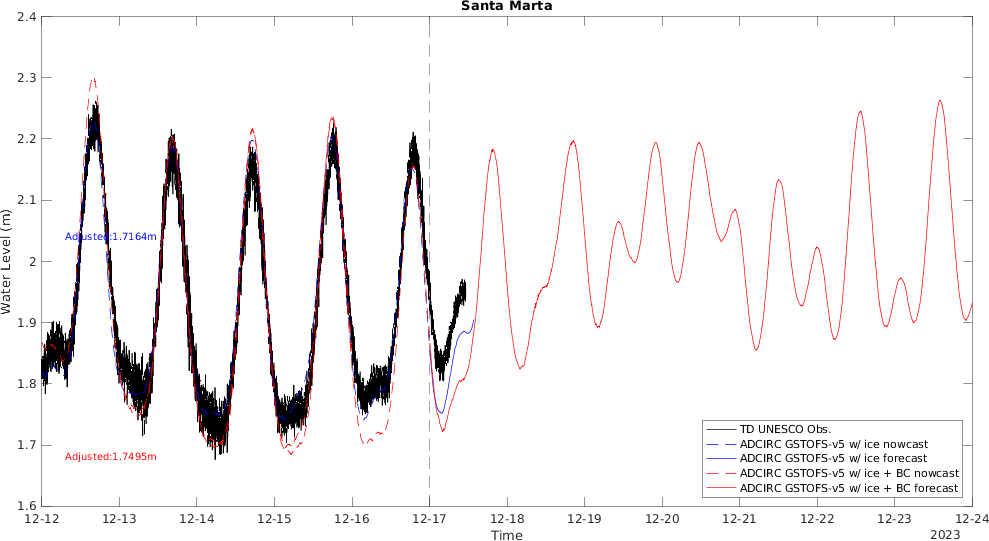 Santa Marta
Water Level (m)
2.4
2.3
2.2
2.1
2
1.9
1.8
1.7
1.6
Adjusted:1.7164m
Adjusted:1.7495m
TD UNESCO Obs.
ADCIRC GSTOFS-v5 w/ ice nowcast
ADCIRC GSTOFS-v5 w/ ice forecast
ADCIRC GSTOFS-v5 w/ ice + BC nowcast
ADCIRC GSTOFS-v5 w/ ice + BC forecast
12-12 12-13 12-14 12-15 12-16 12-17 12-18 12-19 12-20 12-21 12-22 12-23 12-24
Time
2023